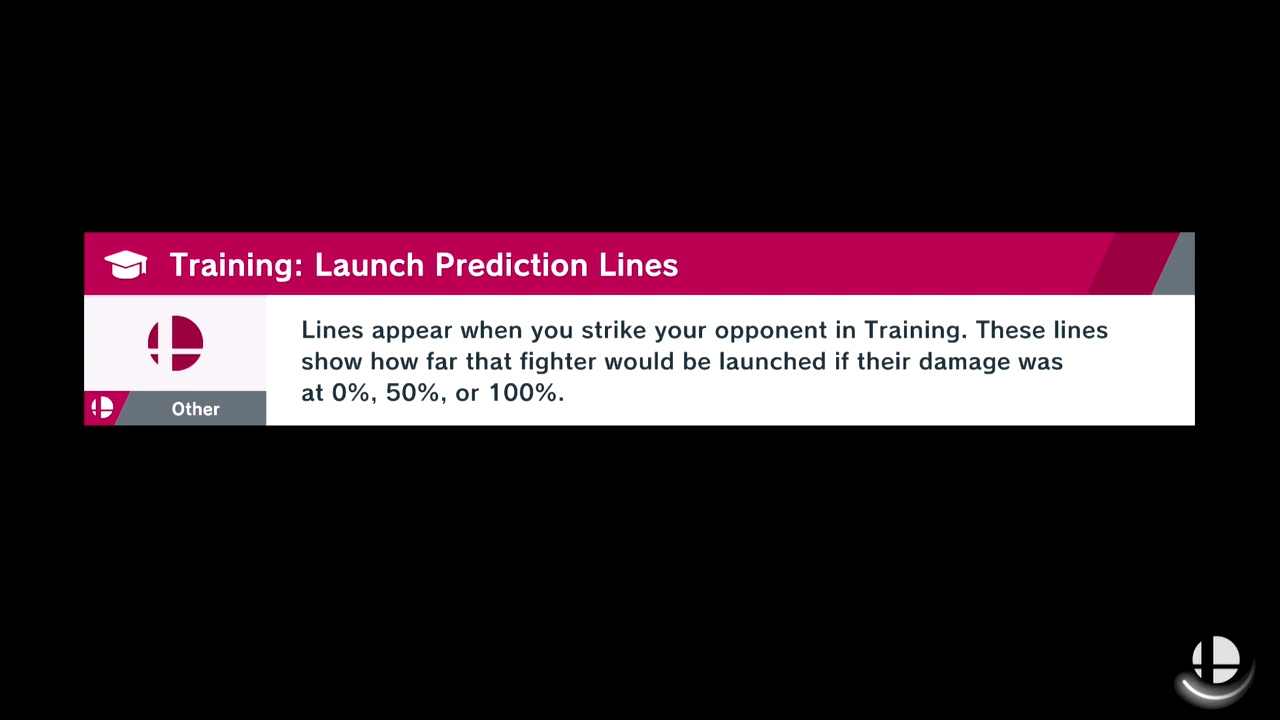 Training: Launch Prediction Lines
Lines appear when you strike your opponent in Training. These lines
show how far that fighter would be launched if their damage was
at 0%, 50%, or 100%.
Other